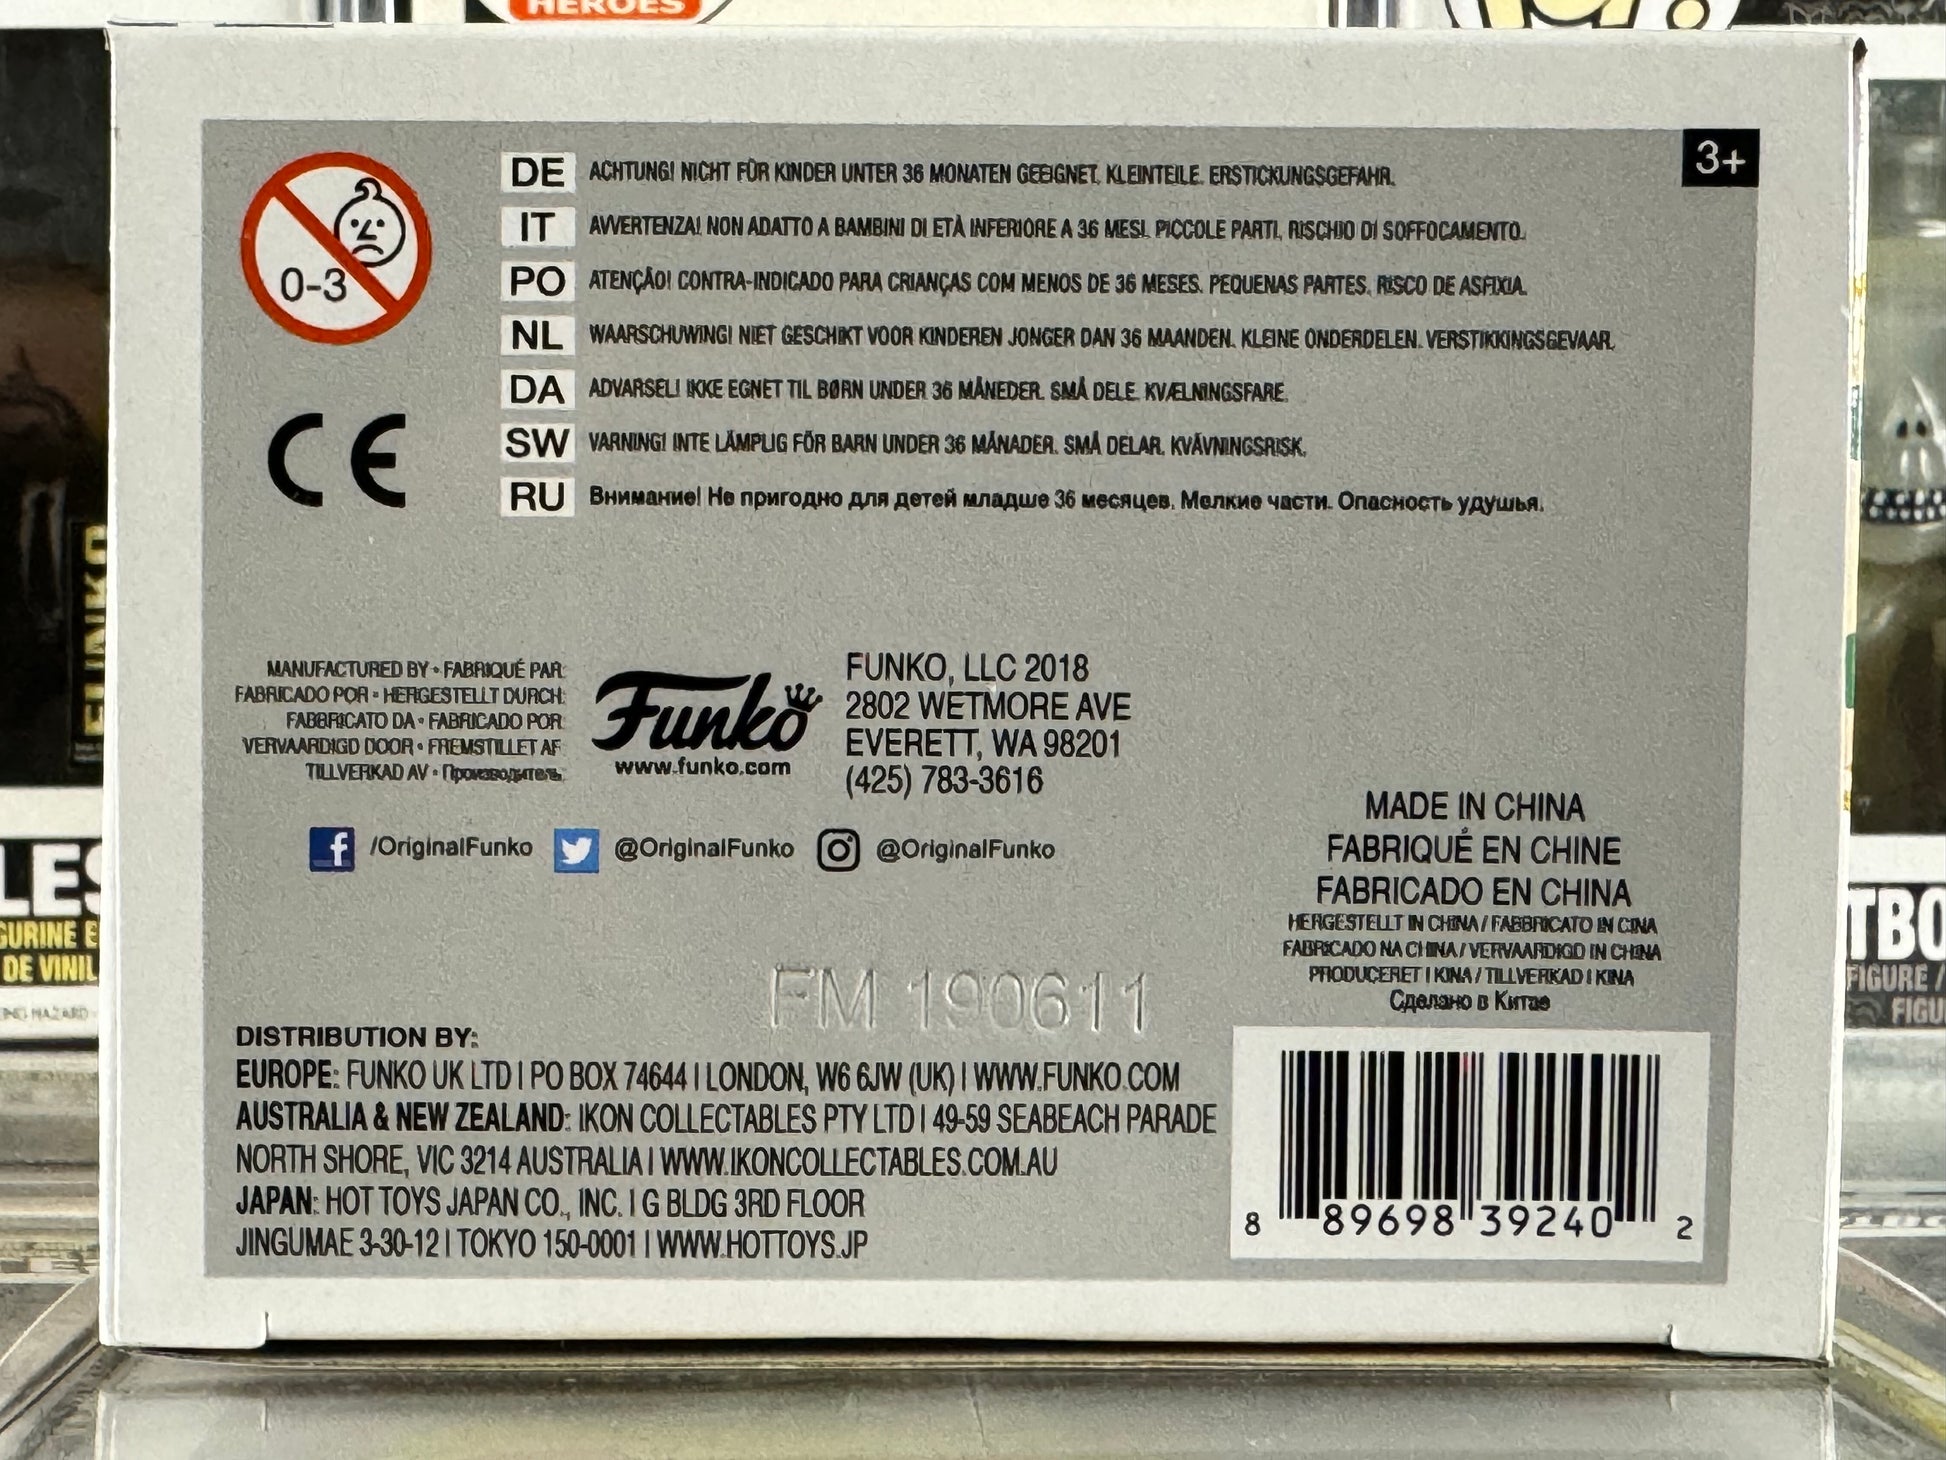 HEROES
3+
0-3
DE ACHTUNG! NICHT FÜR KINDER UNTER 36 MONATEN GEEIGNET. KLEINTEILE. ERSTICKUNGSGEFAHR.
IT AVVERTENZA! NON ADATTO A BAMBINI DI ETÀ INFERIORE A 36 MESI. PICCOLE PARTI. RISCHIO DI SOFFOCAMENTO.
PO ATENÇÃO! CONTRA-INDICADO PARA CRIANÇAS COM MENOS DE 36 MESES. PEQUENAS PARTES. RISCO DE ASFIXIA.
NL WAARSCHUWING! NIET GESCHIKT VOOR KINDEREN JONGER DAN 36 MAANDEN. KLEINE ONDERDELEN. VERSTIKKINGSGEVAAR.
DA ADVARSEL! IKKE EGNET TIL BØRN UNDER 36 MÅNEDER. SMÅ DELE. KVÆLNINGSFARE.
SW VARNING! INTE LÄMPLIG FÖR BARN UNDER 36 MÅNADER. SMÅ DELAR. KVÄVNINGSRISK.
RU Внимание! Не пригодно для детей младше 36 месяцев. Мелкие части. Опасность удушья.
CE
MANUFACTURED BY • FABRIQUÉ PAR
FABRICADO POR • HERGESTELLT DURCH
FABBRICATO DA • FABRICADO POR
VERVAARDIGD DOOR • FREMSTILLET AF
TILLVERKAD AV • Производитель
Funko
www.funko.com
FUNKO, LLC 2018
2802 WETMORE AVE
EVERETT, WA 98201
(425) 783-3616
/OriginalFunko @OriginalFunko @OriginalFunko
MADE IN CHINA
FABRIQUÉ EN CHINE
FABRICADO EN CHINA
HERGESTELLT IN CHINA / FABBRICATO IN CINA
FABRICADO NA CHINA / VERVAARDIGD IN CHINA
PRODUCERET I KINA / TILLVERKAD I KINA
Сделано в Китае
FM 190611
DISTRIBUTION BY:
EUROPE: FUNKO UK LTD | PO BOX 74644 | LONDON, W6 6JW (UK) | WWW.FUNKO.COM
AUSTRALIA & NEW ZEALAND: IKON COLLECTABLES PTY LTD | 49-59 SEABEACH PARADE
NORTH SHORE, VIC 3214 AUSTRALIA | WWW.IKONCOLLECTABLES.COM.AU
JAPAN: HOT TOYS JAPAN CO., INC. | G BLDG 3RD FLOOR
JINGUMAE 3-30-12 | TOKYO 150-0001 | WWW.HOTTOYS.JP
8 89698 39240 2
DE VINIL
FIGURE /